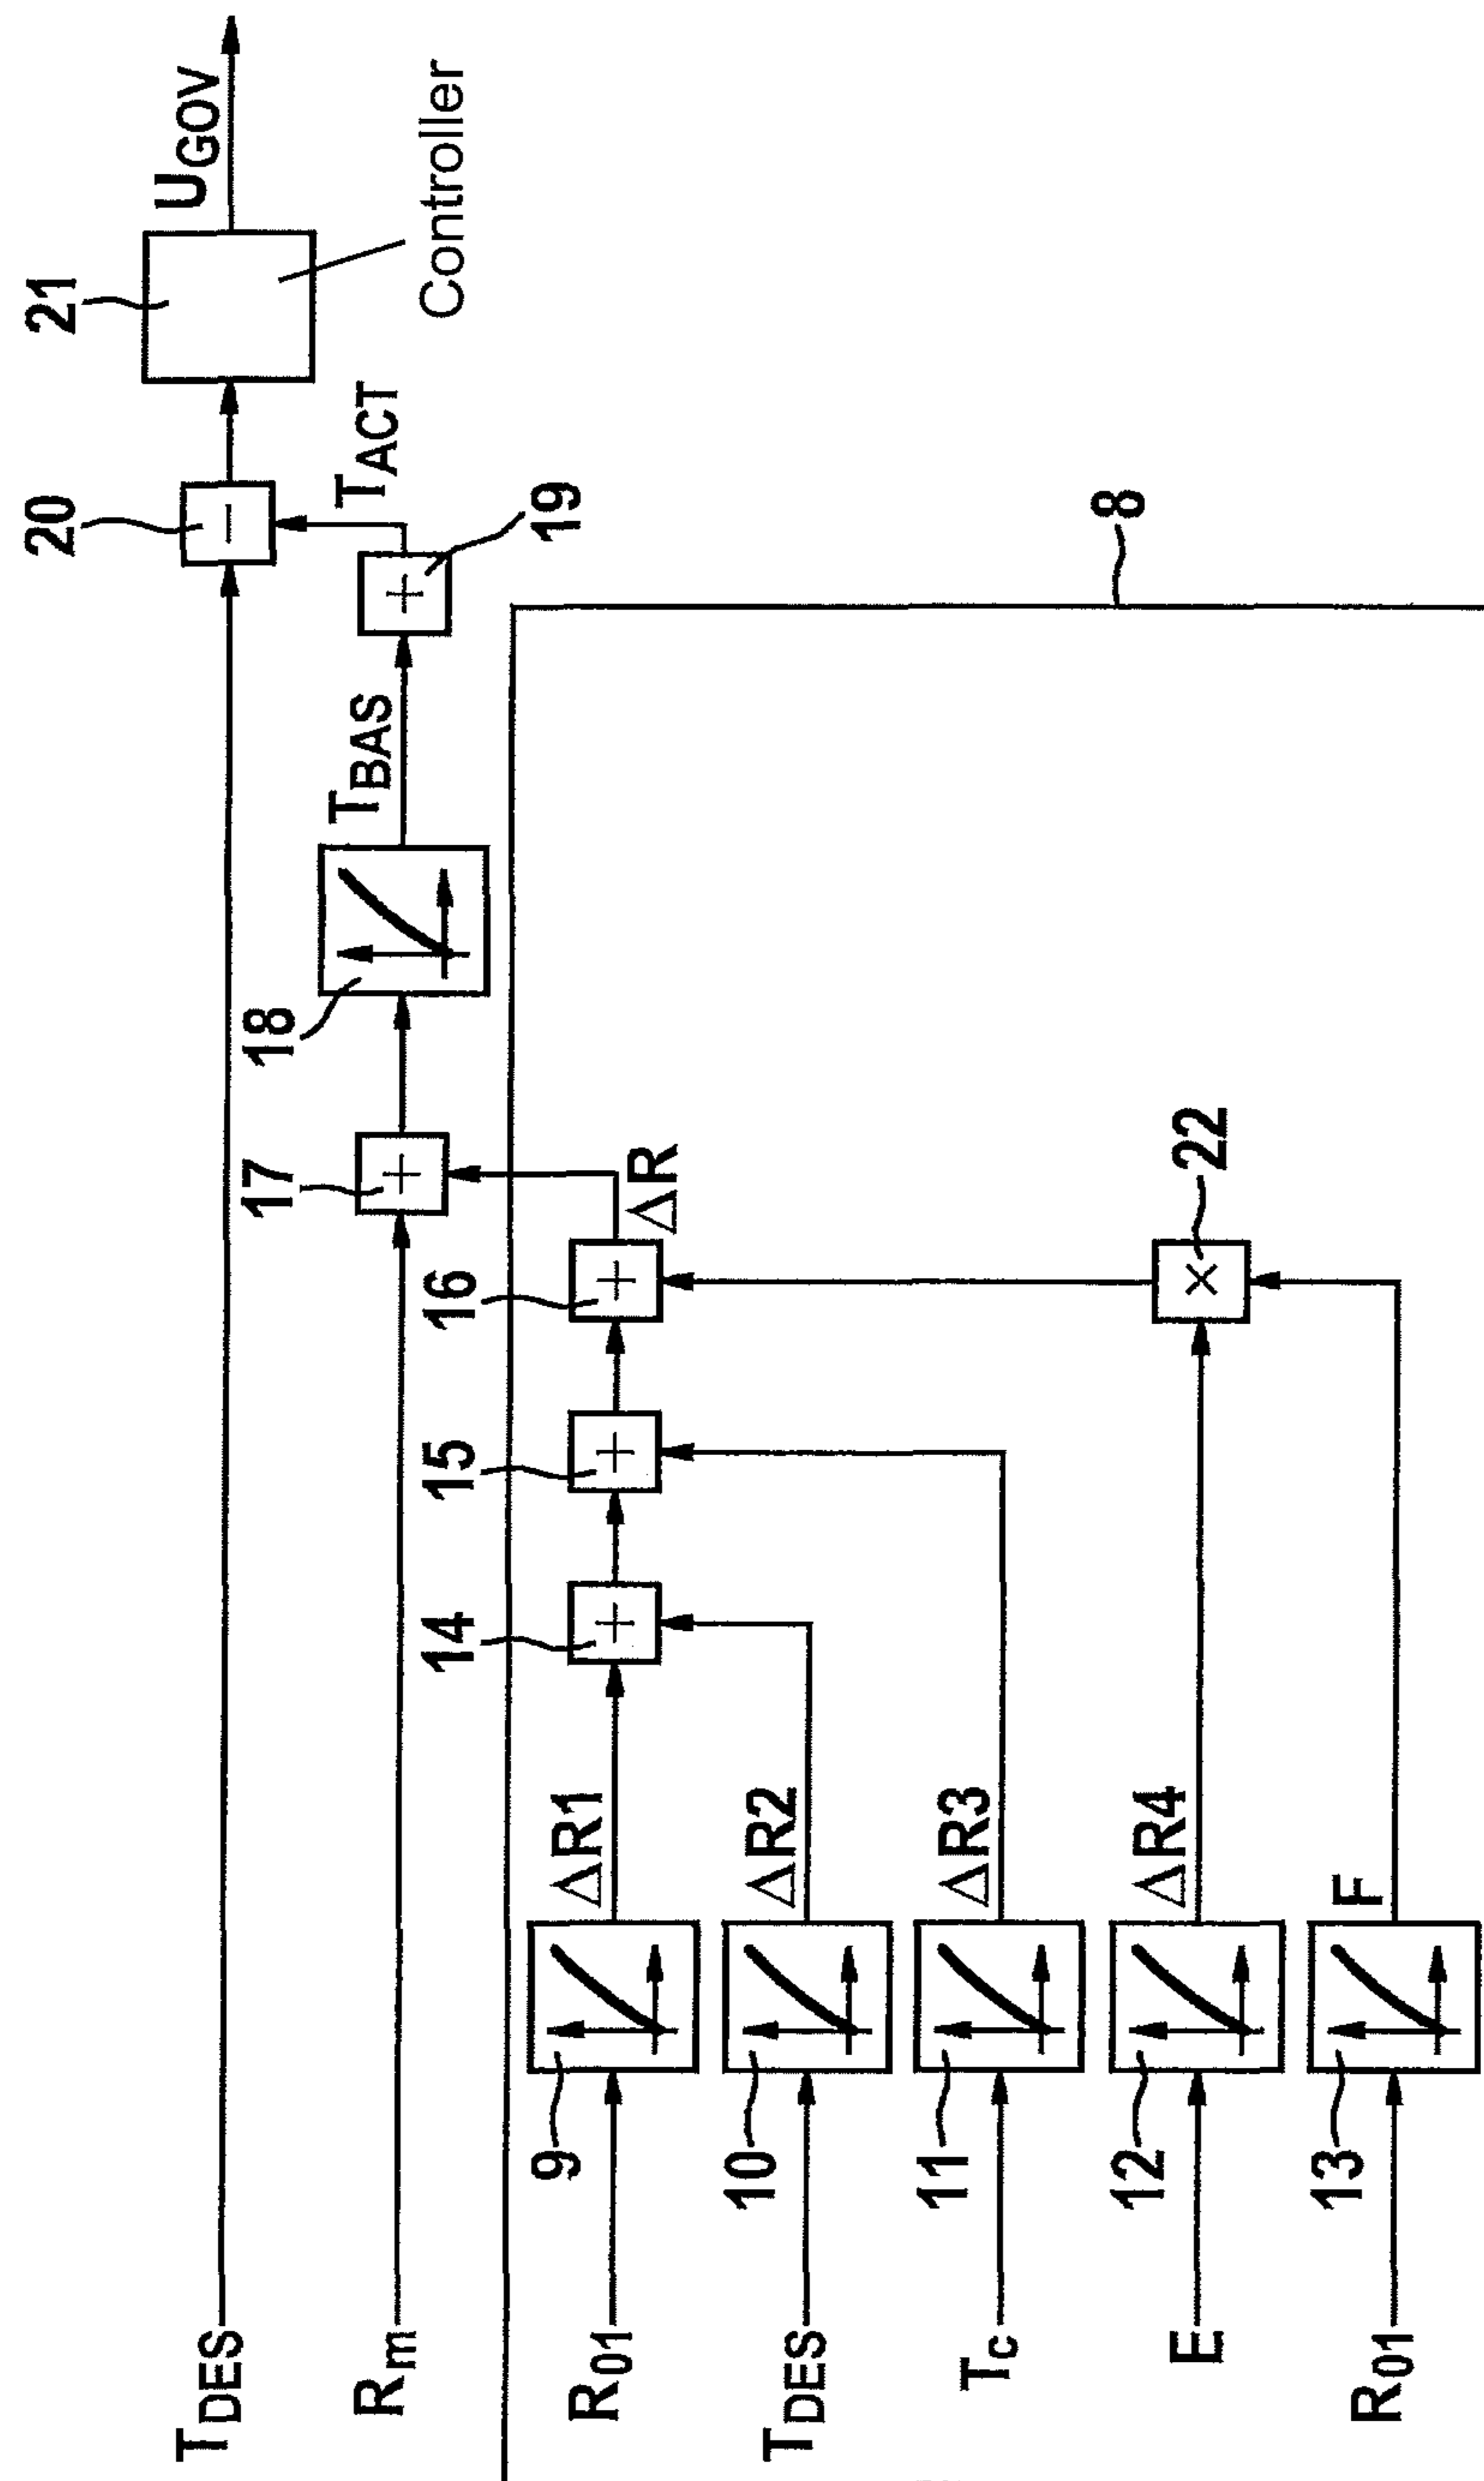 T_DES
20
21
U_GOV
Controller
R_m
17
18
T_BAS
19
T_ACT
8
R_01
9
ΔR1
14
15
16
ΔR
T_DES
10
ΔR2
T_c
11
ΔR3
E
12
ΔR4
22
R_01
13
F